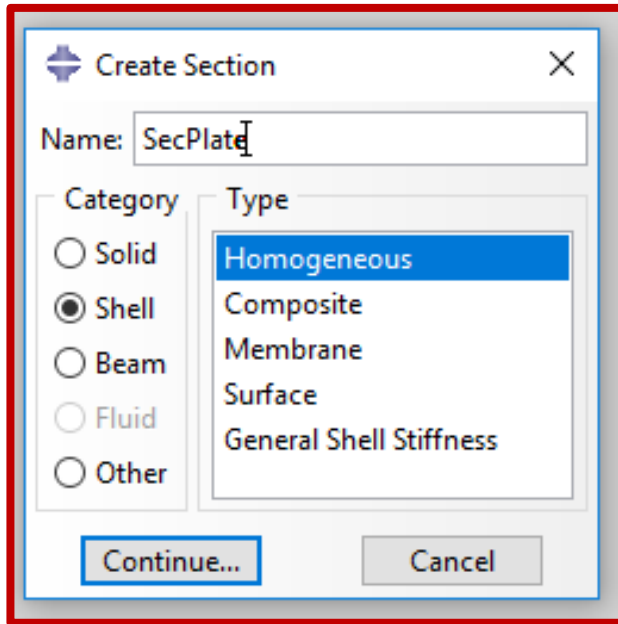 Create Section
Name: SecPlate
Category
Type
Solid
Shell
Beam
Fluid
Other
Homogeneous
Composite
Membrane
Surface
General Shell Stiffness
Continue...
Cancel